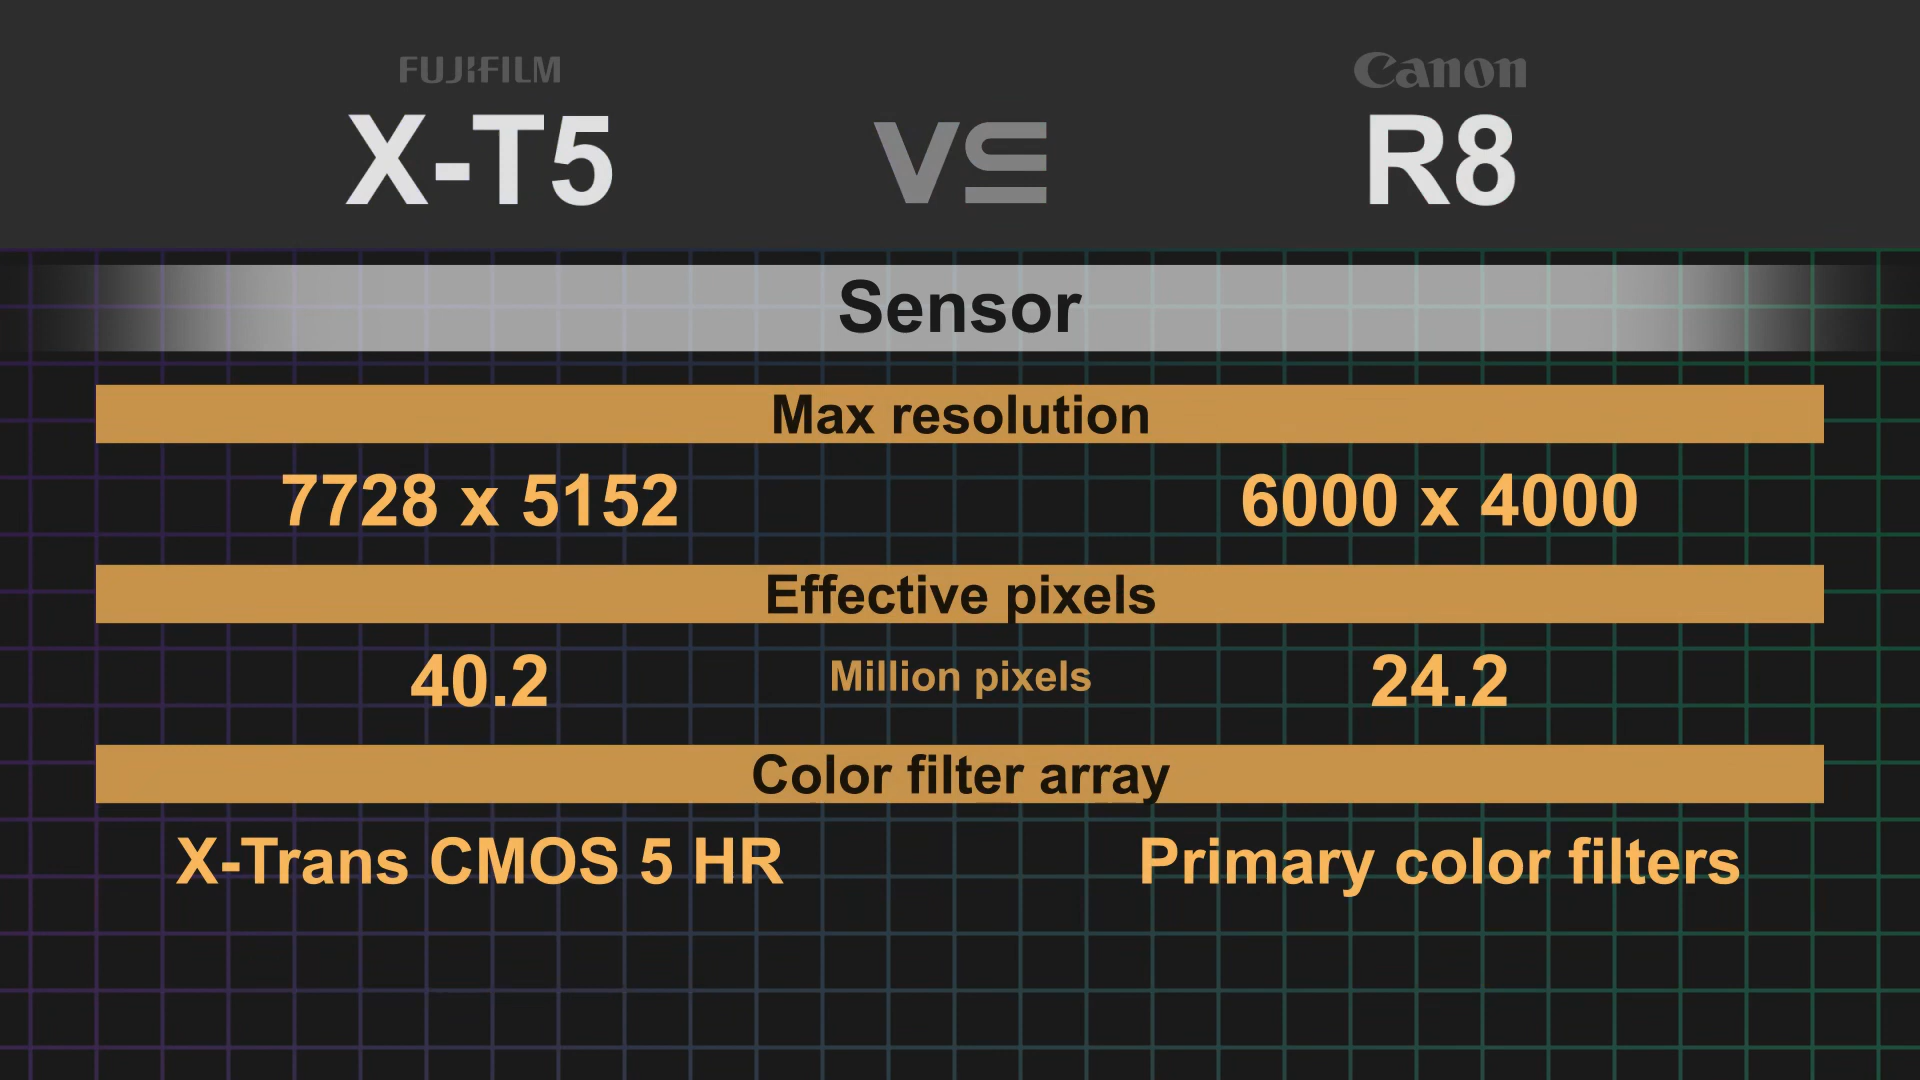 FUJIFILM
X-T5
VS
Canon
R8
Sensor
Max resolution
7728 x 5152
6000 x 4000
Effective pixels
40.2
Million pixels
24.2
Color filter array
X-Trans CMOS 5 HR
Primary color filters